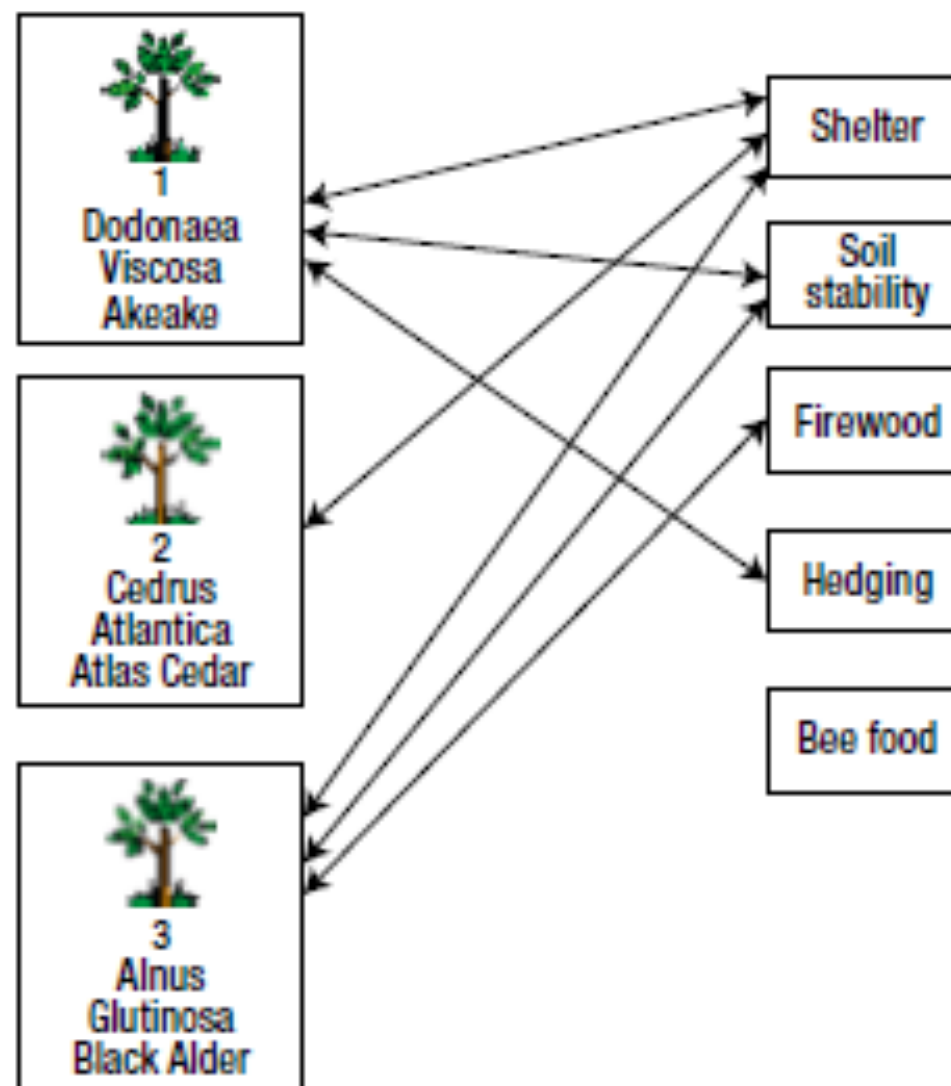 1
Dodonaea
Viscosa
Akeake
2
Cedrus
Atlantica
Atlas Cedar
3
Alnus
Glutinosa
Black Alder
Shelter
Soil
stability
Firewood
Hedging
Bee food